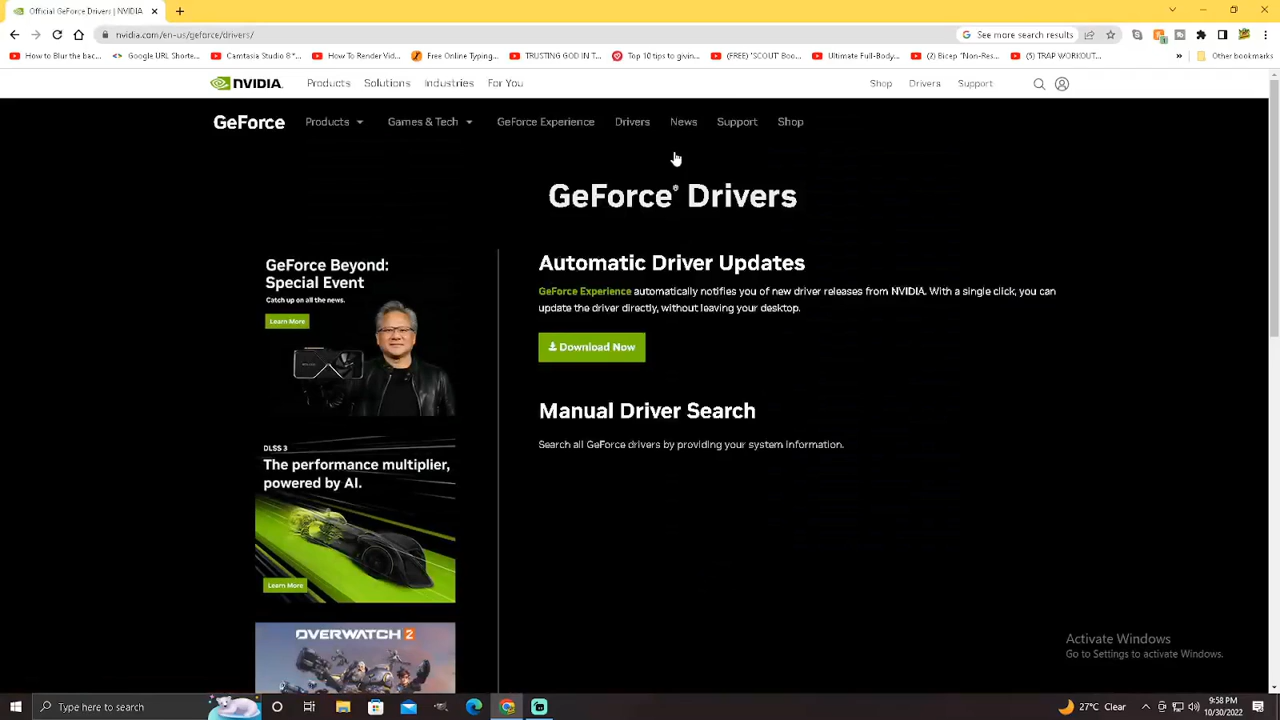 Official GeForce Drivers | NVIDIA
nvidia.com/en-us/geforce/drivers/
See more search results
How to Blur the bac...
Google URL Shorte...
Camtasia Studio 8 *...
How To Render Vid...
Free Online Typing...
TRUSTING GOD IN T...
Top 10 tips to givin...
(FREE) "SCOUT" Boo...
Ultimate Full-Body...
(2) Bicep "Non-Res...
(5) TRAP WORKOUT...
Other bookmarks
NVIDIA.
Products
Solutions
Industries
For You
Shop
Drivers
Support
GeForce
Products
Games & Tech
GeForce Experience
Drivers
News
Support
Shop
GeForce® Drivers
GeForce Beyond:
Special Event
Catch up on all the news.
Learn More
DLSS 3
The performance multiplier,
powered by AI.
Learn More
OVERWATCH 2
Automatic Driver Updates
GeForce Experience automatically notifies you of new driver releases from NVIDIA. With a single click, you can
update the driver directly, without leaving your desktop.
Download Now
Manual Driver Search
Search all GeForce drivers by providing your system information.
Activate Windows
Go to Settings to activate Windows.
Type here to search
27°C Clear
9:58 PM
10/30/2022